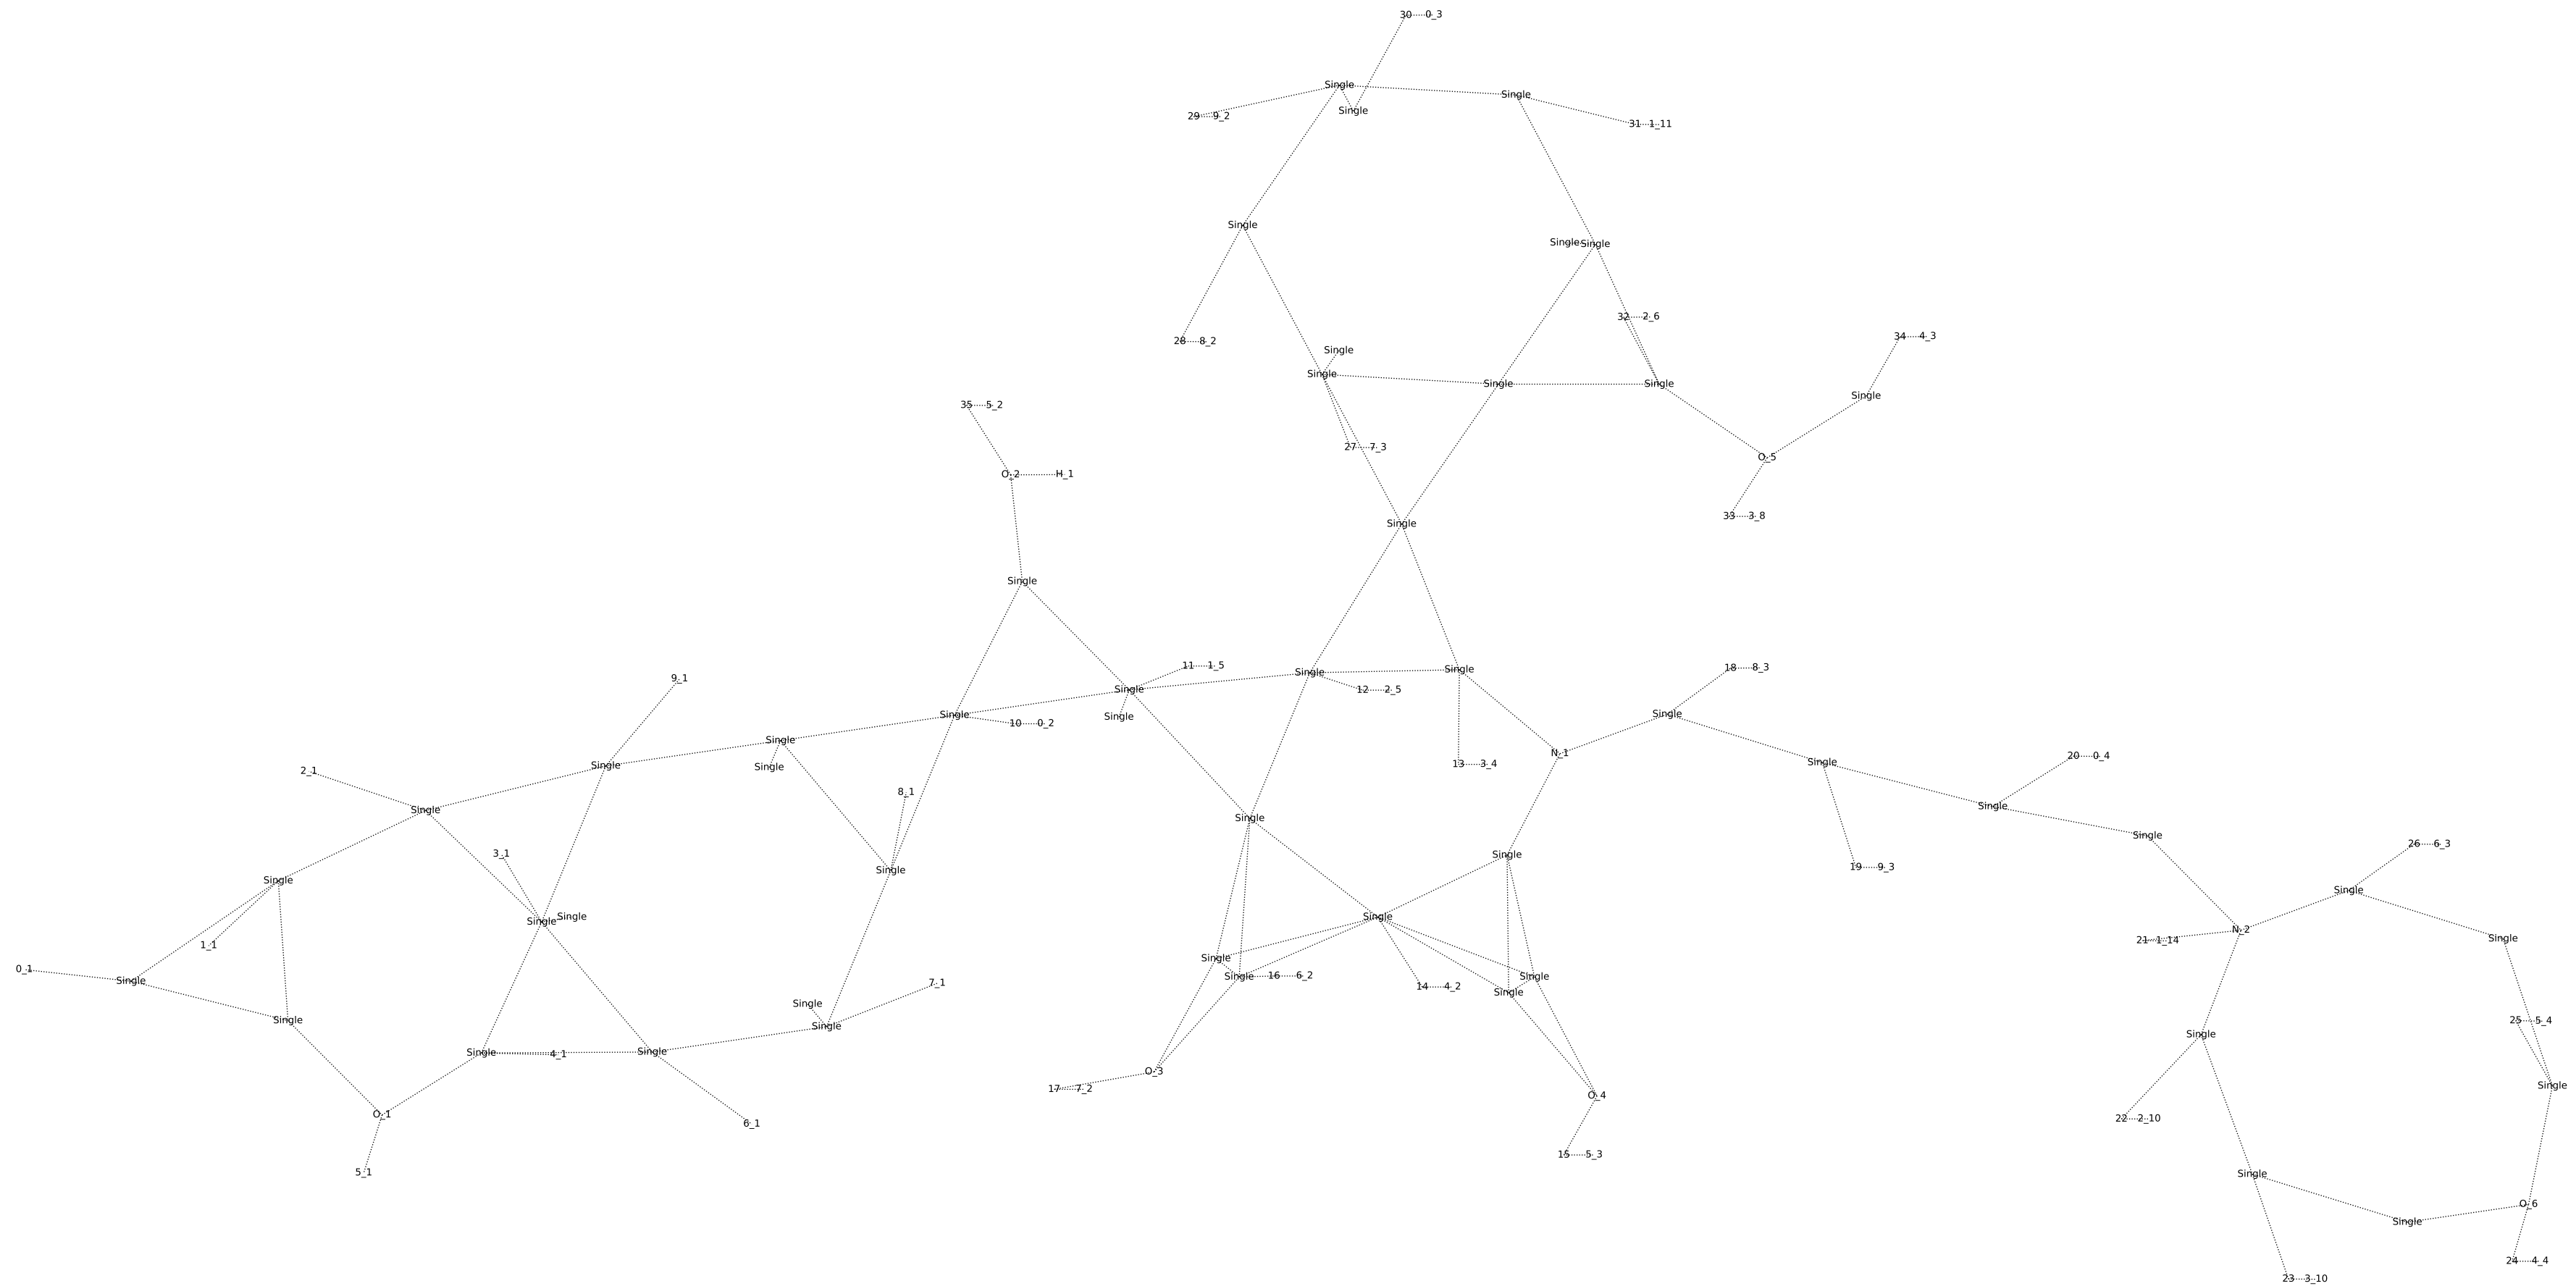 30 0_3
Single
Single
Single
29 9_2
31 1_11
Single
Single Single
32 2_6
34 4_3
28 8_2
Single
Single
Single
Single
Single
35 5_2
27 7_3
O_5
O_2 H_1
33 3_8
Single
Single
11 1_5
18 8_3
Single
Single
9_1
Single
12 2_5
Single
Single
Single
10 0_2
Single
N_1
20 0_4
Single
13 3_4
Single
Single
2_1
8_1
Single
Single
Single
Single
26 6_3
3_1
Single
19 9_3
Single
Single
Single
Single
Single
Single
N_2
1_1
21 1_14
Single
Single
0_1
Single
Single 16 6_2
Single
7_1
14 4_2
Single
Single
Single
25 5_4
Single
Single
Single
Single
4_1
O_3
Single
17 7_2
O_4
O_1
22 2_10
6_1
15 5_3
5_1
Single
O_6
Single
24 4_4
23 3_10